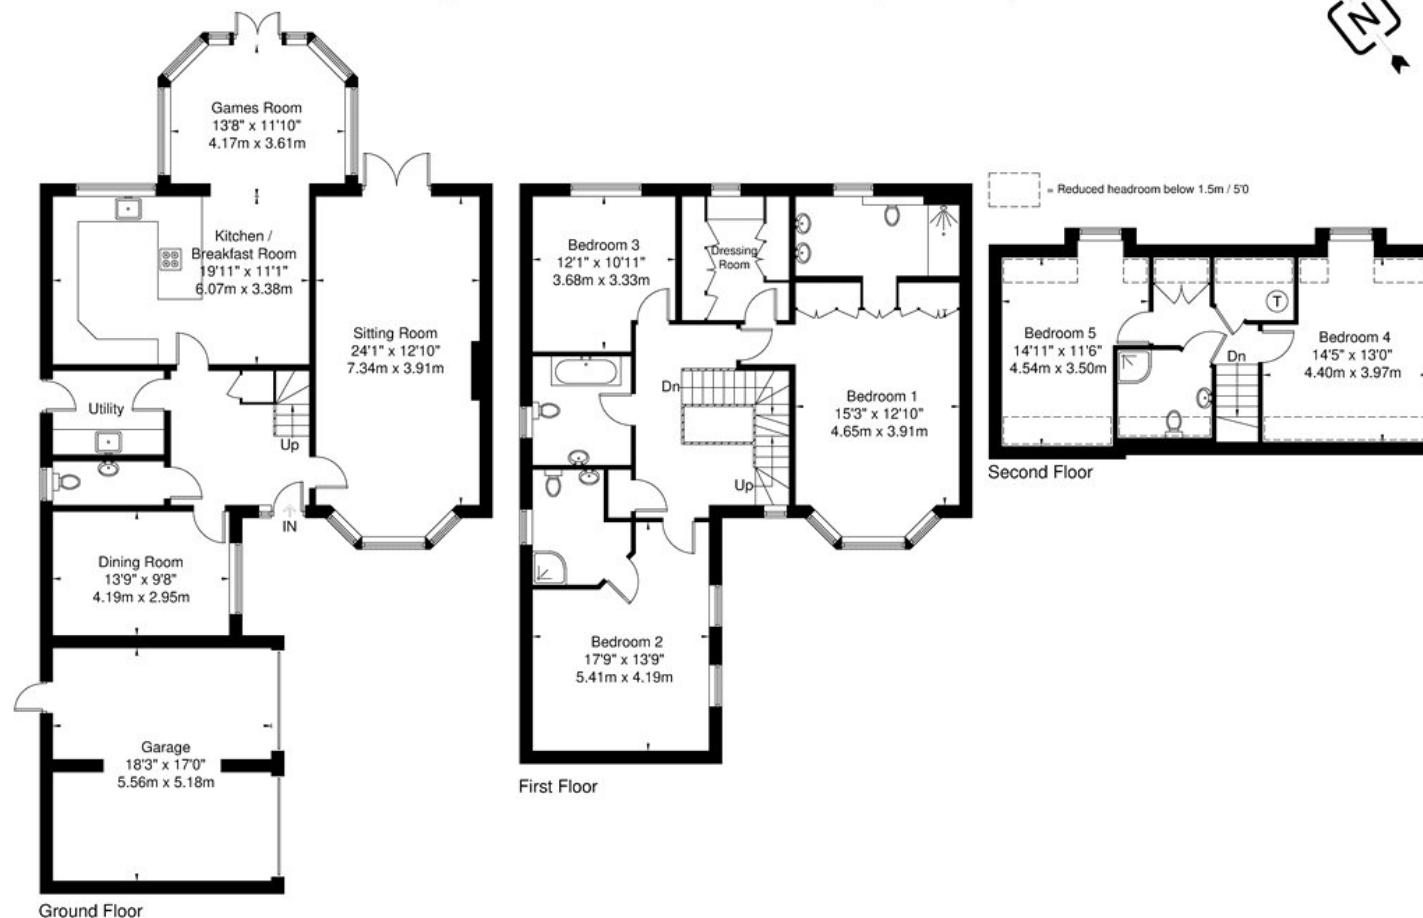 N
Games Room
13'8" x 11'10"
4.17m x 3.61m
Kitchen /
Breakfast Room
19'11" x 11'1"
6.07m x 3.38m
Sitting Room
24'1" x 12'10"
7.34m x 3.91m
Utility
Up
IN
Dining Room
13'9" x 9'8"
4.19m x 2.95m
Garage
18'3" x 17'0"
5.56m x 5.18m
Ground Floor
Bedroom 3
12'1" x 10'11"
3.68m x 3.33m
Dressing
Room
Dn
Bedroom 1
15'3" x 12'10"
4.65m x 3.91m
Up
Bedroom 2
17'9" x 13'9"
5.41m x 4.19m
First Floor
= Reduced headroom below 1.5m / 5'0
Bedroom 5
14'11" x 11'6"
4.54m x 3.50m
T
Dn
Bedroom 4
14'5" x 13'0"
4.40m x 3.97m
Second Floor